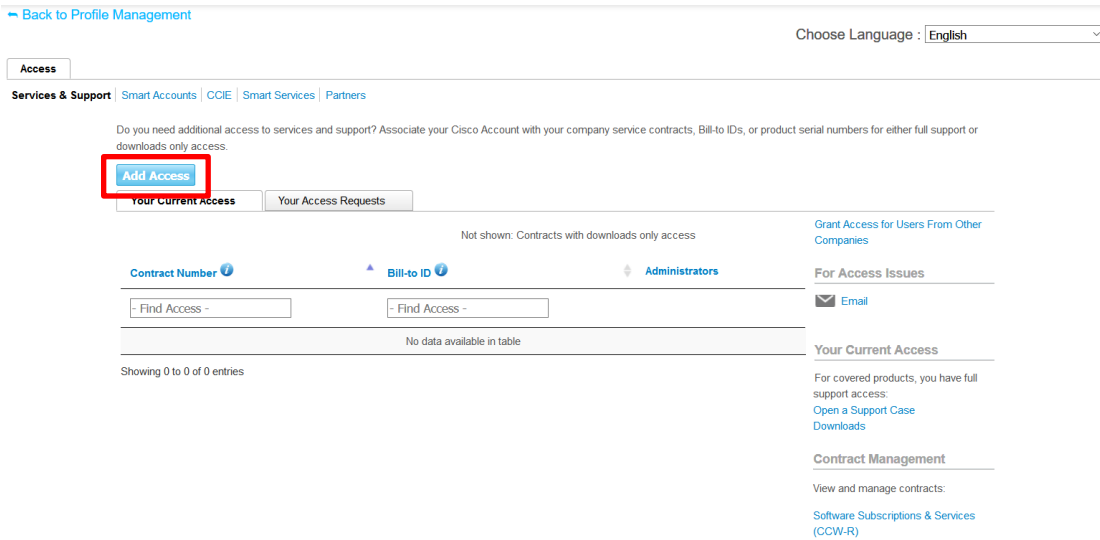 Back to Profile Management
Choose Language : English
Access
Services & Support Smart Accounts CCIE Smart Services Partners
Do you need additional access to services and support? Associate your Cisco Account with your company service contracts, Bill-to IDs, or product serial numbers for either full support or
downloads only access.
Add Access
Your Current Access Your Access Requests
Not shown: Contracts with downloads only access
Contract Number Bill-to ID Administrators
- Find Access - - Find Access -
No data available in table
Showing 0 to 0 of 0 entries
Grant Access for Users From Other
Companies
For Access Issues
Email
Your Current Access
For covered products, you have full
support access:
Open a Support Case
Downloads
Contract Management
View and manage contracts:
Software Subscriptions & Services
(CCW-R)